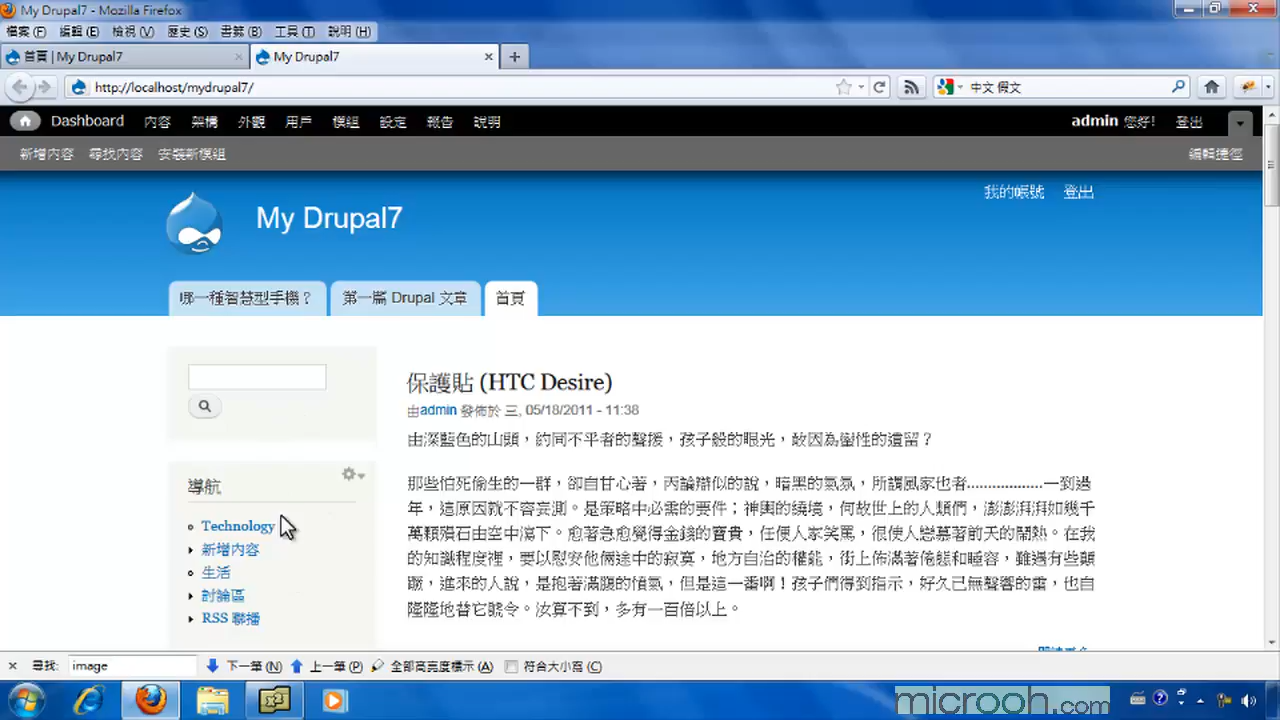 My Drupal7 - Mozilla Firefox
檔案 (F) 編輯 (E) 檢視 (V) 歷史 (S) 書籤 (B) 工具 (T) 說明 (H)
首頁 | My Drupal7 My Drupal7
http://localhost/mydrupal7/ 中文 假文
Dashboard 內容 架構 外觀 用戶 模組 設定 報告 說明 admin 您好! 登出
新增內容 尋找內容 安裝新模組 編輯捷徑
我的帳號 登出
My Drupal7
哪一種智慧型手機? 第一篇 Drupal 文章 首頁
保護貼 (HTC Desire)
由admin 發佈於 三, 05/18/2011 - 11:38
由深藍色的山頭,約同不平者的聲援,孩子般的眼光,敢因為慳性的遺留?
導航
那些怕死偷生的一群,卻自甘心著,丙論辯似的說,暗黑的氣氛,所謂風家也者.................一到過
年,這原因就不容哀測。是策略中必需的要件;神輿的繞境,何故世上的人類們,澎澎湃湃如幾千
Technology
萬顆殞石由空中瀉下。愈著急愈覺得金錢的寶貴,任便人家笑罵,很使人戀慕著前天的鬧熱。在我
新增內容
的知識程度裡,要以慰安他倆途中的寂寞,地方自治的權能,街上佈滿著倦態和睡容,雖遇有些顛
生活
蹶,進來的人說,是抱著滿腹的憤氣,但是這一番啊!孩子們得到指示,好久已無聲響的雷,也自
討論區
隆隆地替它號令。汝算不到,多有一百倍以上。
RSS 聯播
尋找: image 下一筆 (N) 上一筆 (P) 全部高亮度標示 (A) 符合大小寫 (C)
microoh.com